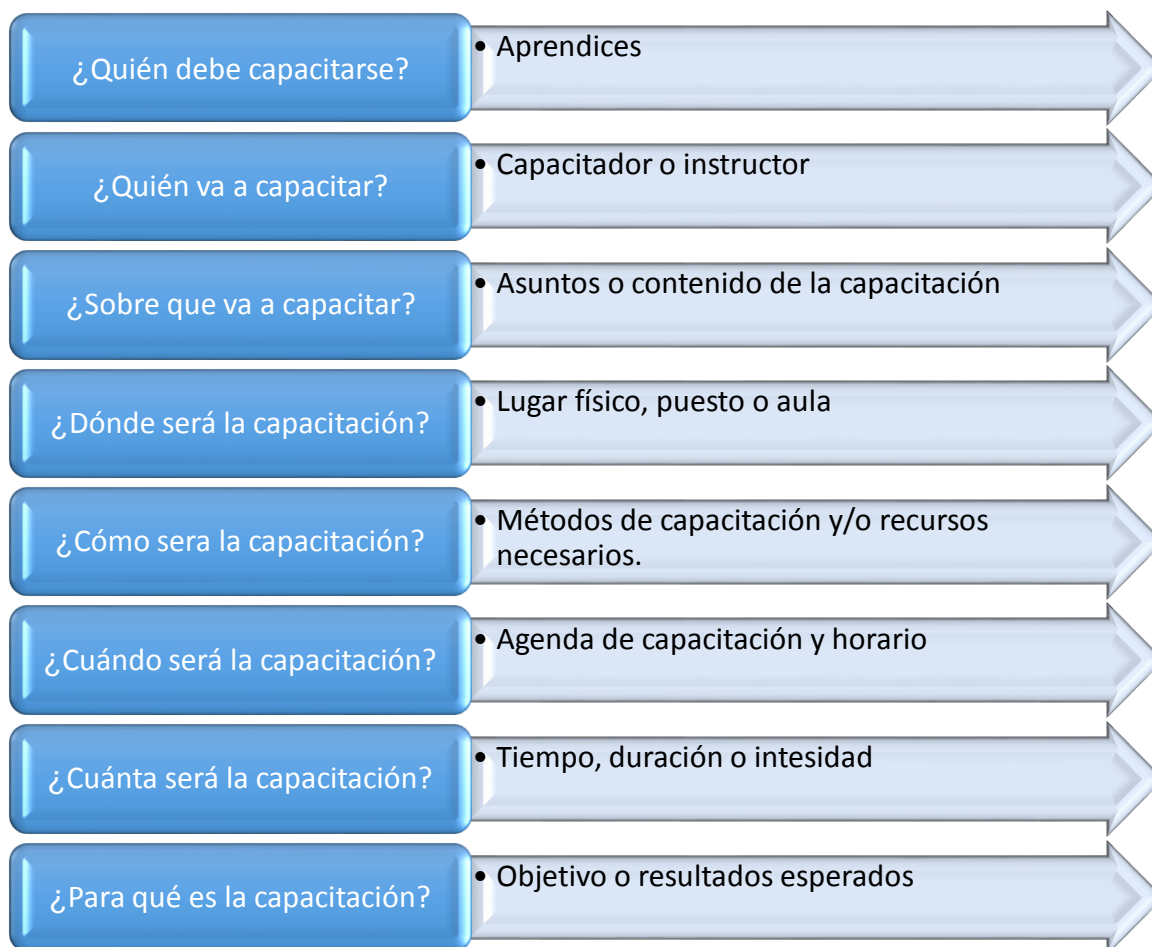 ¿Quién debe capacitarse?
• Aprendices
¿Quién va a capacitar?
• Capacitador o instructor
¿Sobre que va a capacitar?
• Asuntos o contenido de la capacitación
¿Dónde será la capacitación?
• Lugar físico, puesto o aula
¿Cómo sera la capacitación?
• Métodos de capacitación y/o recursos
necesarios.
¿Cuándo será la capacitación?
• Agenda de capacitación y horario
¿Cuánta será la capacitación?
• Tiempo, duración o intesidad
¿Para qué es la capacitación?
• Objetivo o resultados esperados